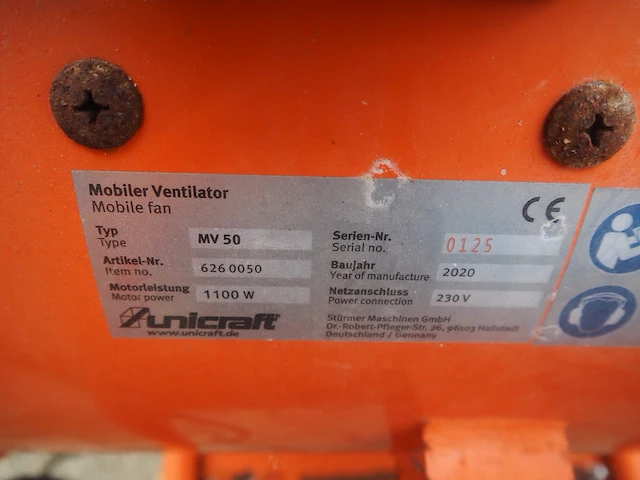 Mobiler Ventilator
Mobile fan
CE
Typ
Type
MV 50
Serien-Nr.
Serial no.
0125
Artikel-Nr.
Item no.
626 0050
Baujahr
Year of manufacture
2020
Motorleistung
Motor power
1100 W
Netzanschluss
Power connection
230 V
unicraft
www.unicraft.de
Stürmer Maschinen GmbH
Dr.-Robert-Pfleger-Str. 26, 96103 Hallstadt
Deutschland / Germany